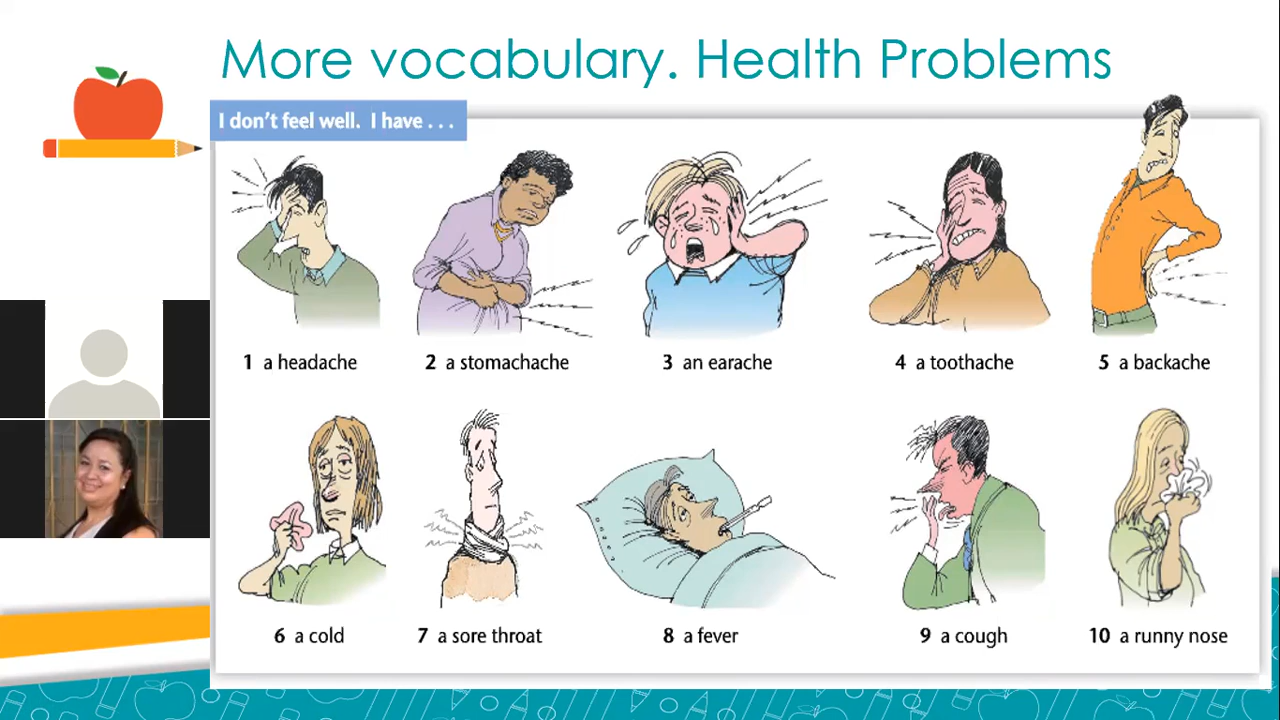 More vocabulary. Health Problems
I don't feel well. I have . . .
1 a headache
2 a stomachache
3 an earache
4 a toothache
5 a backache
6 a cold
7 a sore throat
8 a fever
9 a cough
10 a runny nose